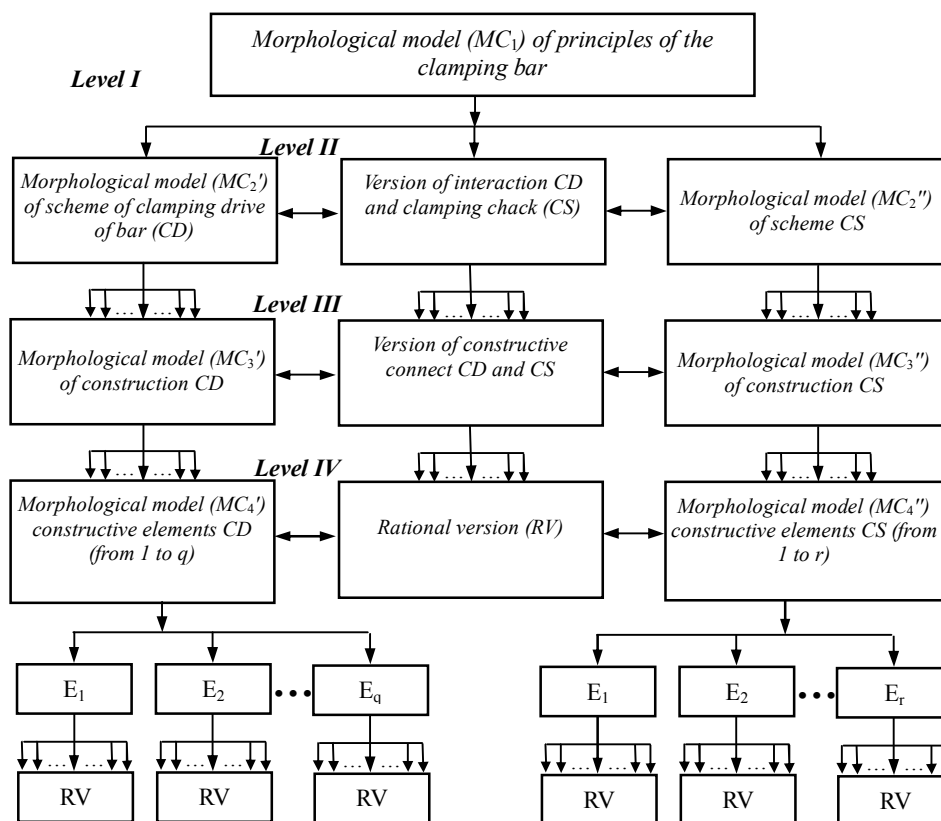 Morphological model (MC₁) of principles of the
clamping bar
Level I
Level II
Morphological model (MC₂')
of scheme of clamping drive
of bar (CD)
Version of interaction CD
and clamping chack (CS)
Morphological model (MC₂'')
of scheme CS
... ...
... ...
... ...
Level III
Morphological model (MC₃')
of construction CD
Version of constructive
connect CD and CS
Morphological model (MC₃'')
of construction CS
... ...
... ...
... ...
Level IV
Morphological model (MC₄')
constructive elements CD
(from 1 to q)
Rational version (RV)
Morphological model (MC₄'')
constructive elements CS (from
1 to r)
E₁
E₂
•••
E_q
E₁
E₂
•••
E_r
... ...
... ...
... ...
... ...
... ...
... ...
RV
RV
RV
RV
RV
RV